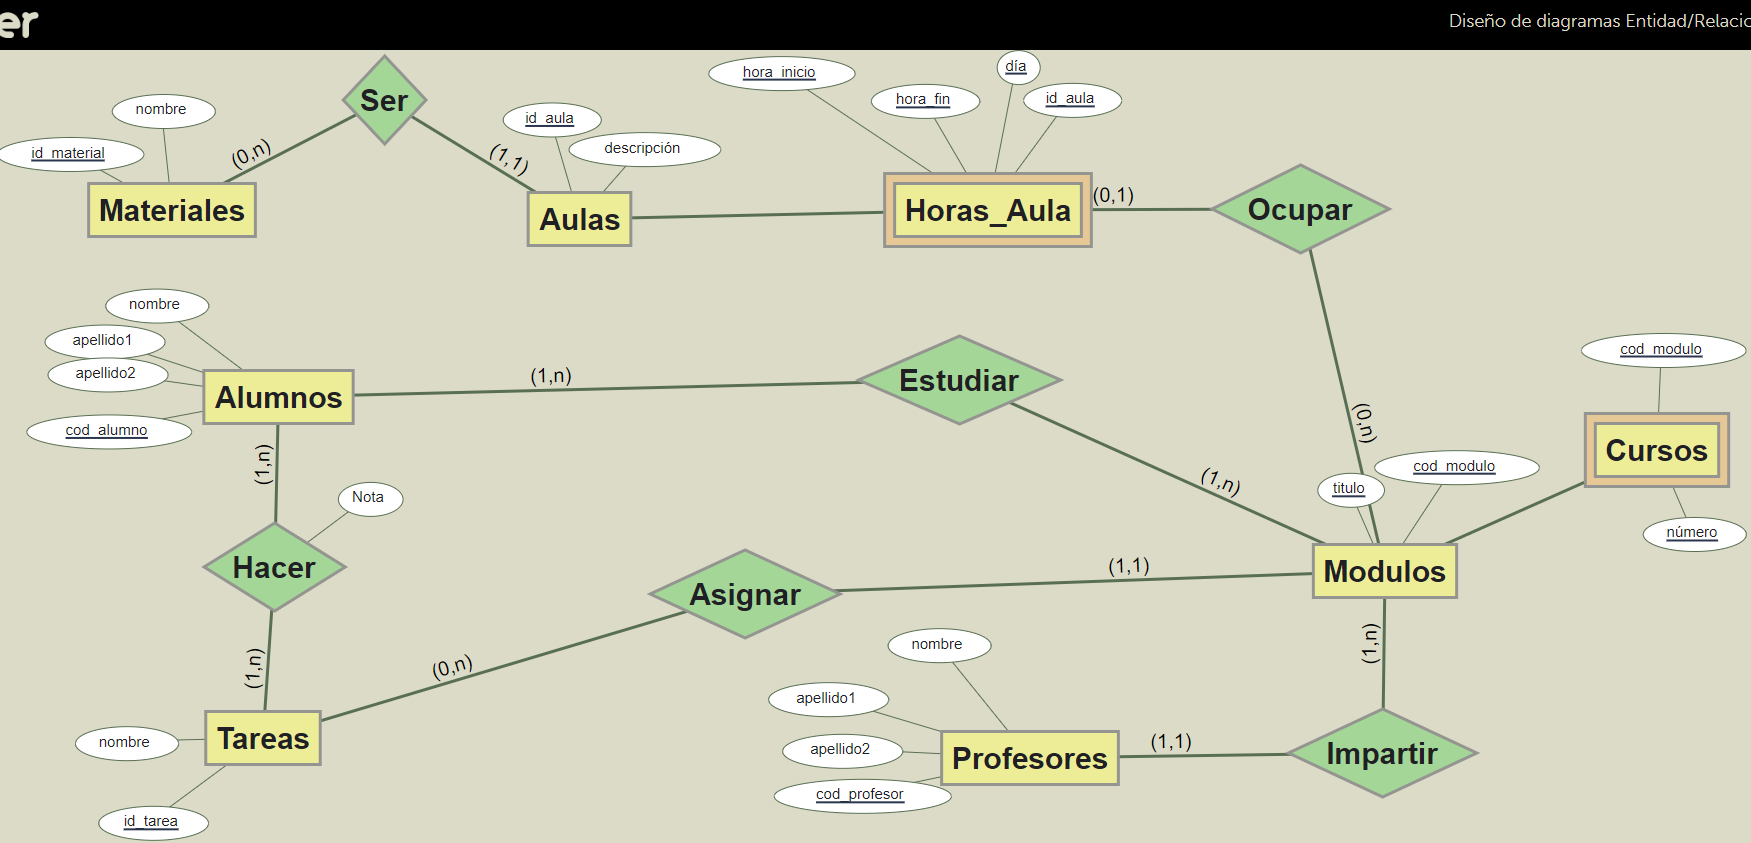 er
Diseño de diagramas Entidad/Relacio
Ser
hora_inicio
día
hora_fin
id_aula
nombre
id_material
(0,n)
(1,1)
id_aula
descripción
Materiales
Aulas
Horas_Aula
(0,1)
Ocupar
nombre
apellido1
apellido2
cod_alumno
Alumnos
(1,n)
Estudiar
(0,n)
cod_modulo
Cursos
número
(1,n)
Nota
(1,n)
titulo
cod_modulo
Hacer
Asignar
(1,1)
Modulos
(1,n)
(0,n)
(1,n)
nombre
apellido1
apellido2
cod_profesor
Tareas
nombre
id_tarea
Profesores
(1,1)
Impartir